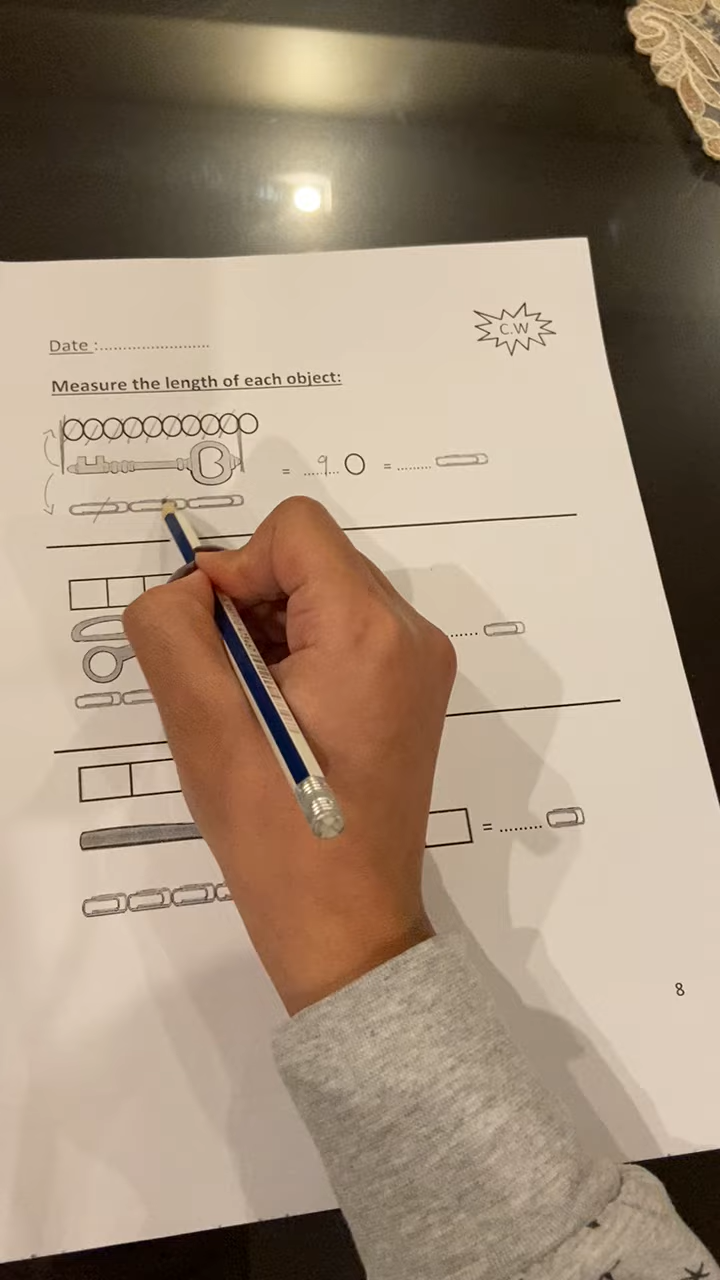 Date :........................
C.W
Measure the length of each object:
= ....9.... = ........
......
= .........
8